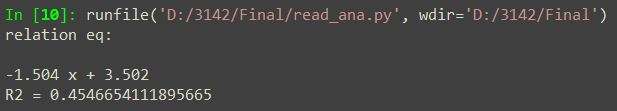 In [10]: runfile('D:/3142/Final/read_ana.py', wdir='D:/3142/Final')
relation eq:
-1.504 x + 3.502
R2 = 0.4546654111895665